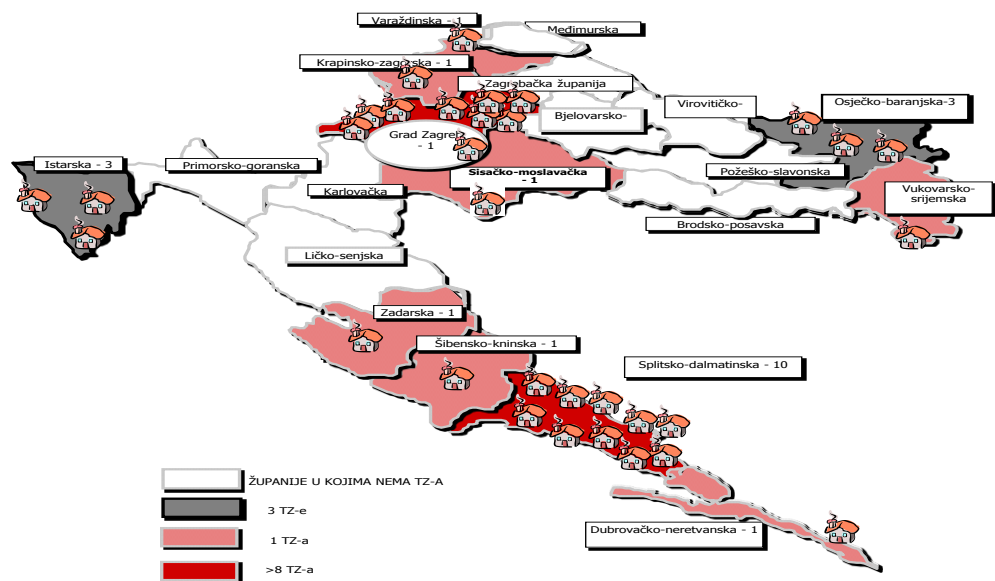 Varaždinska - 1
Međimurska
Krapinsko-zagorska - 1
Zagrebačka županija
Virovitičko-
Osječko-baranjska-3
Bjelovarsko-
Grad Zagreb
- 1
Istarska - 3
Primorsko-goranska
Sisačko-moslavačka
- 1
Požeško-slavonska
Karlovačka
Vukovarsko-
srijemska
Brodsko-posavska
Ličko-senjska
Zadarska - 1
Šibensko-kninska - 1
Splitsko-dalmatinska - 10
ŽUPANIJE U KOJIMA NEMA TZ-A
3 TZ-e
Dubrovačko-neretvanska - 1
1 TZ-a
>8 TZ-a